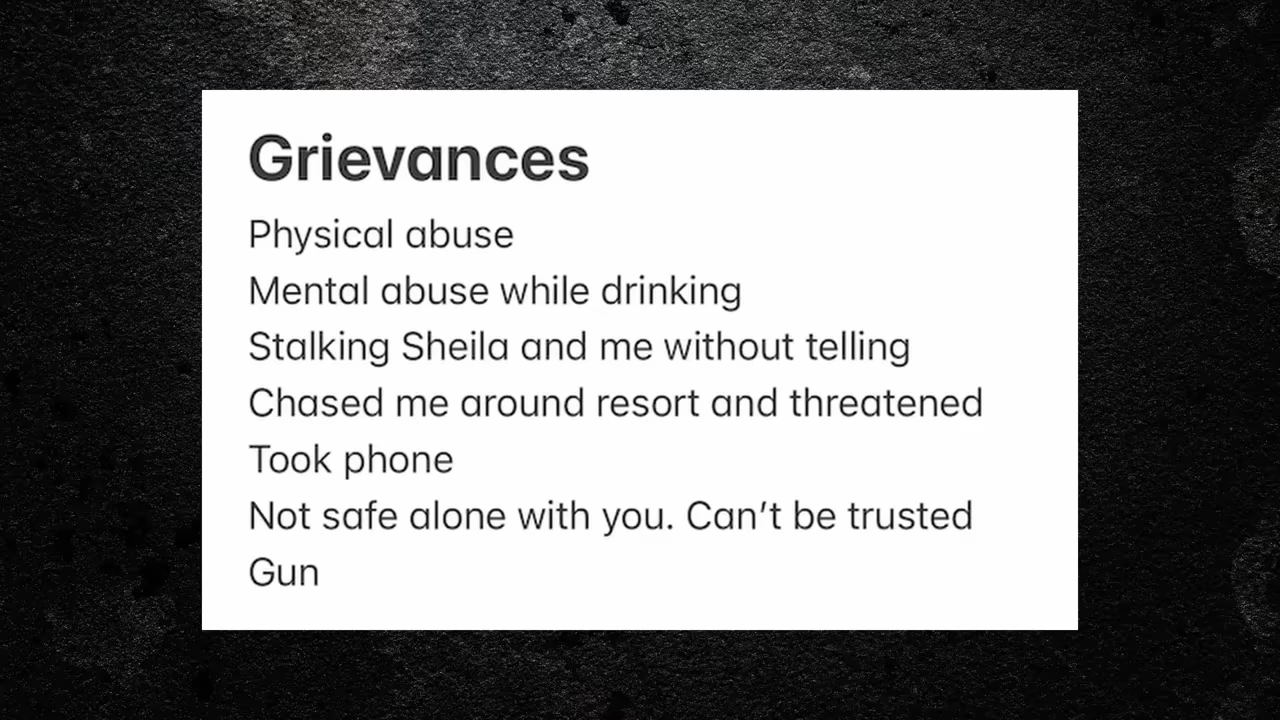 Grievances
Physical abuse
Mental abuse while drinking
Stalking Sheila and me without telling
Chased me around resort and threatened
Took phone
Not safe alone with you. Can’t be trusted
Gun